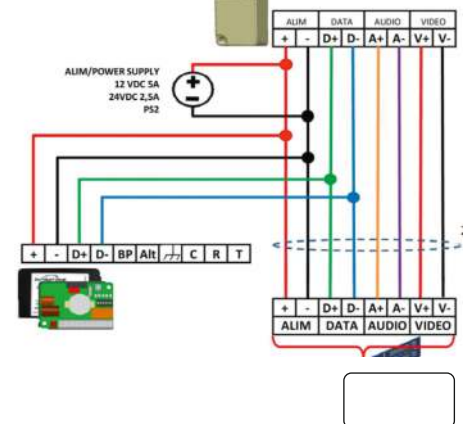 ALIM DATA AUDIO VIDEO
+ - D+ D- A+ A- V+ V-
ALIM/POWER SUPPLY
12 VDC 5A
24VDC 2,5A
PS2
+
−
+ - D+ D- BP Alt C R T
+ - D+ D- A+ A- V+ V-
ALIM DATA AUDIO VIDEO